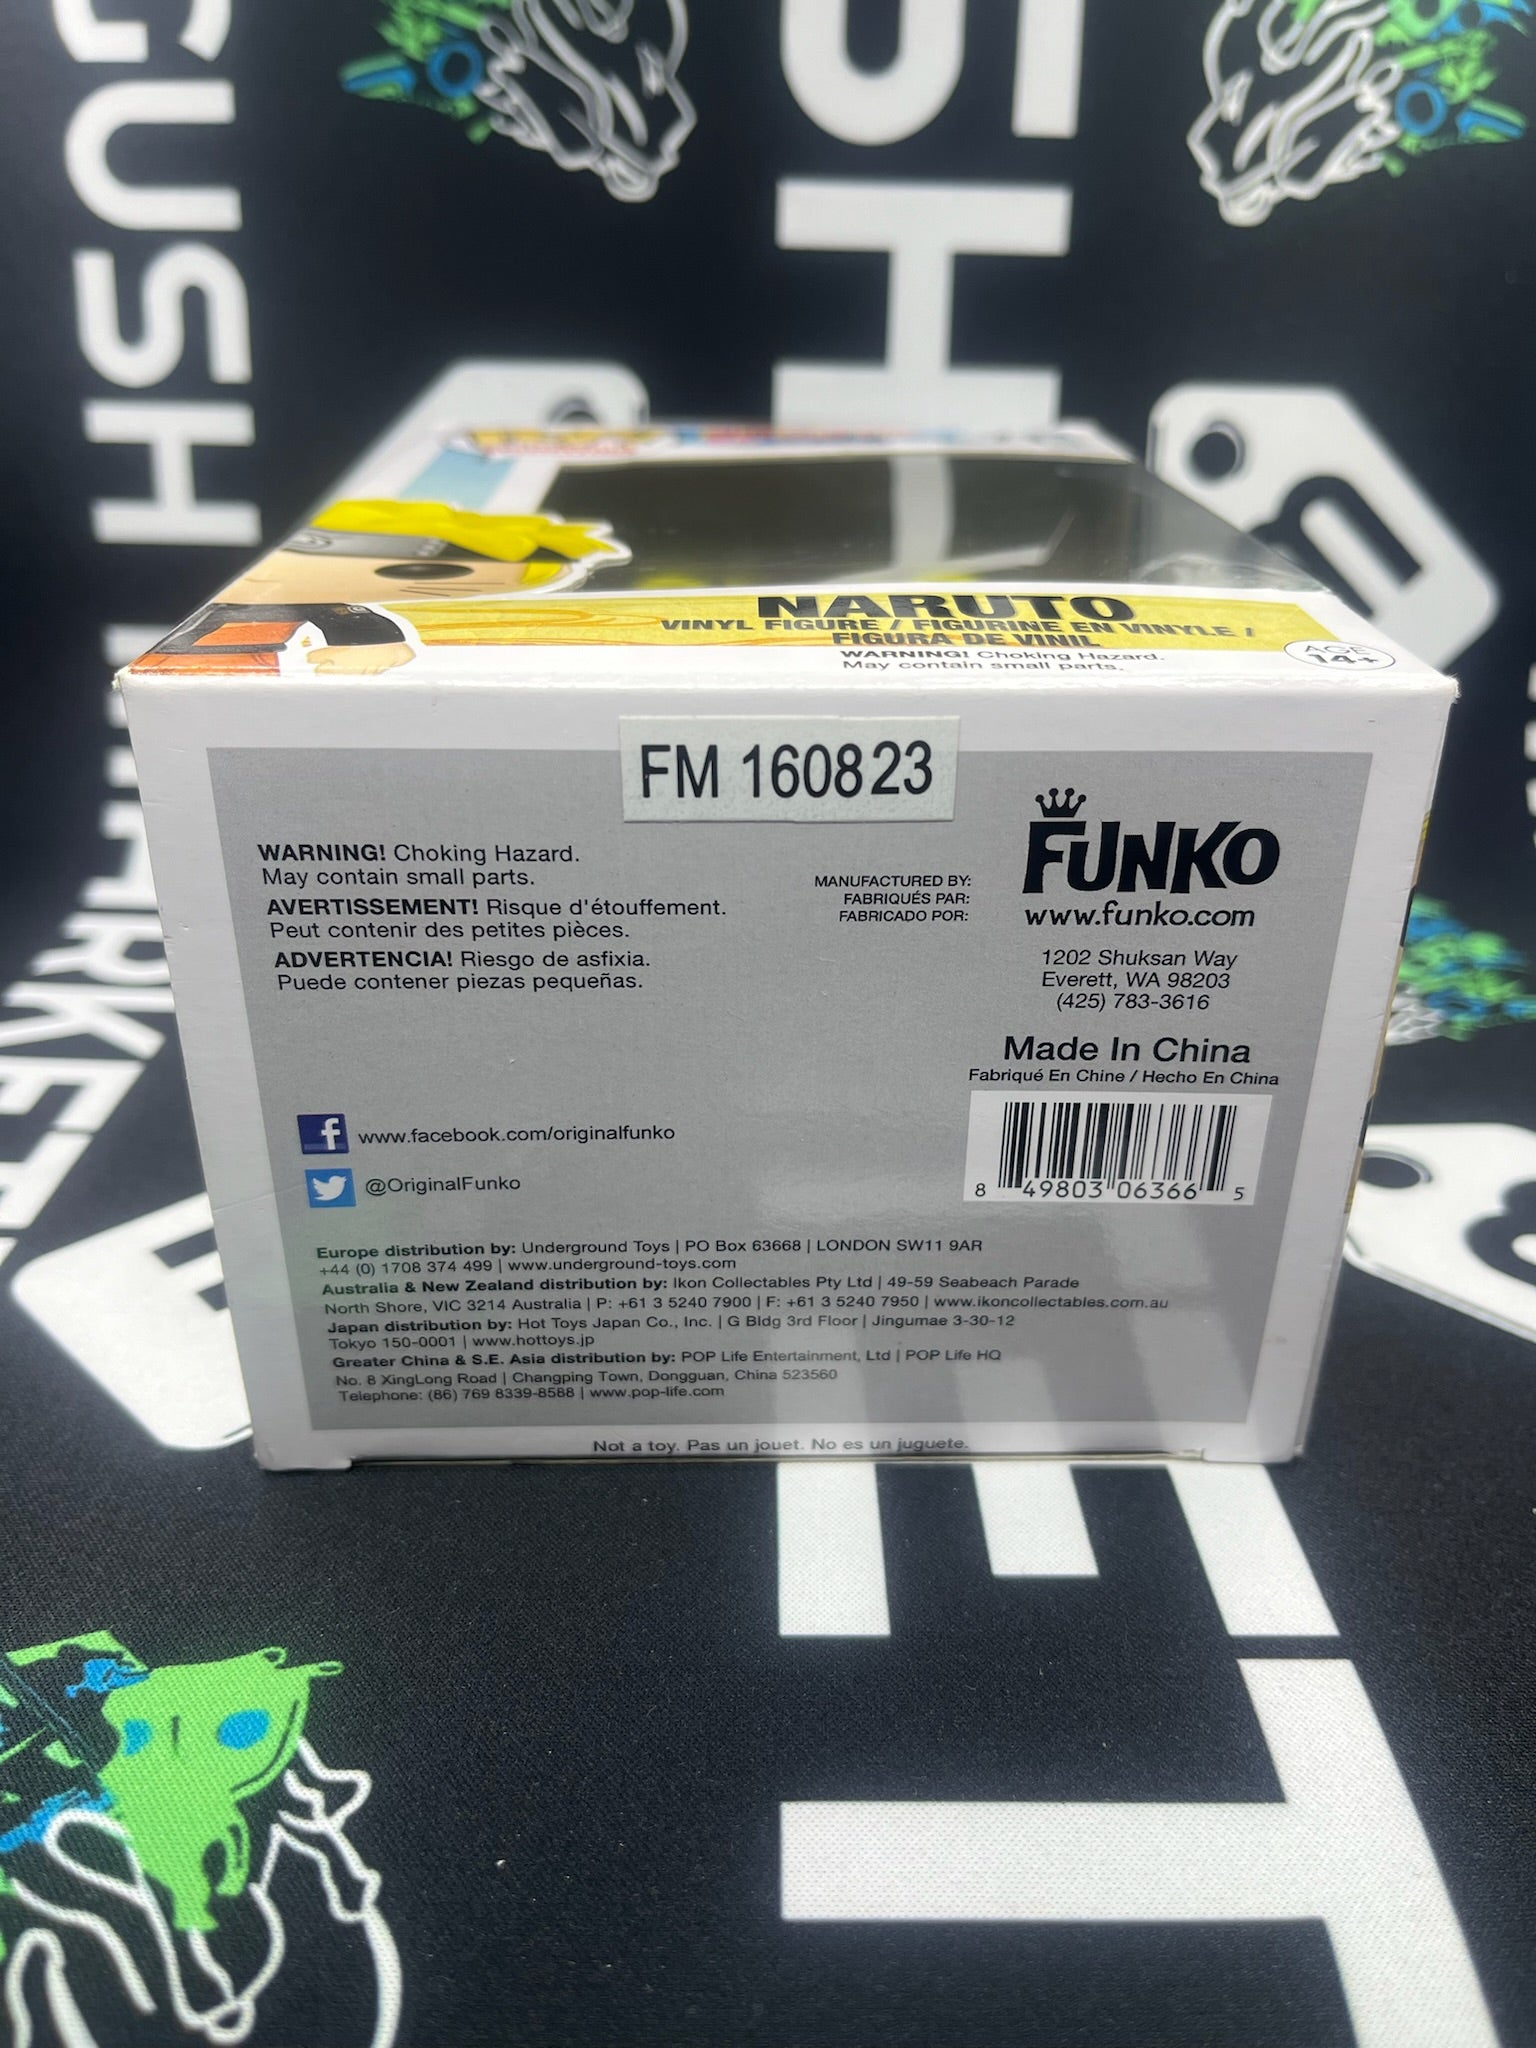 GUSH MARKET
SH
ET
NARUTO
VINYL FIGURE / FIGURINE EN VINYLE /
FIGURA DE VINIL
WARNING! Choking Hazard.
May contain small parts.
AGE
14+
FM 160823
WARNING! Choking Hazard.
May contain small parts.
AVERTISSEMENT! Risque d'étouffement.
Peut contenir des petites pièces.
ADVERTENCIA! Riesgo de asfixia.
Puede contener piezas pequeñas.
MANUFACTURED BY:
FABRIQUÉS PAR:
FABRICADO POR:
FUNKO
www.funko.com
1202 Shuksan Way
Everett, WA 98203
(425) 783-3616
Made In China
Fabriqué En Chine / Hecho En China
8 49803 06366 5
f www.facebook.com/originalfunko
@OriginalFunko
Europe distribution by: Underground Toys | PO Box 63668 | LONDON SW11 9AR
+44 (0) 1708 374 499 | www.underground-toys.com
Australia & New Zealand distribution by: Ikon Collectables Pty Ltd | 49-59 Seabeach Parade
North Shore, VIC 3214 Australia | P: +61 3 5240 7900 | F: +61 3 5240 7950 | www.ikoncollectables.com.au
Japan distribution by: Hot Toys Japan Co., Inc. | G Bldg 3rd Floor | Jingumae 3-30-12
Tokyo 150-0001 | www.hottoys.jp
Greater China & S.E. Asia distribution by: POP Life Entertainment, Ltd | POP Life HQ
No. 8 XingLong Road | Changping Town, Dongguan, China 523560
Telephone: (86) 769 8339-8588 | www.pop-life.com
Not a toy. Pas un jouet. No es un juguete.